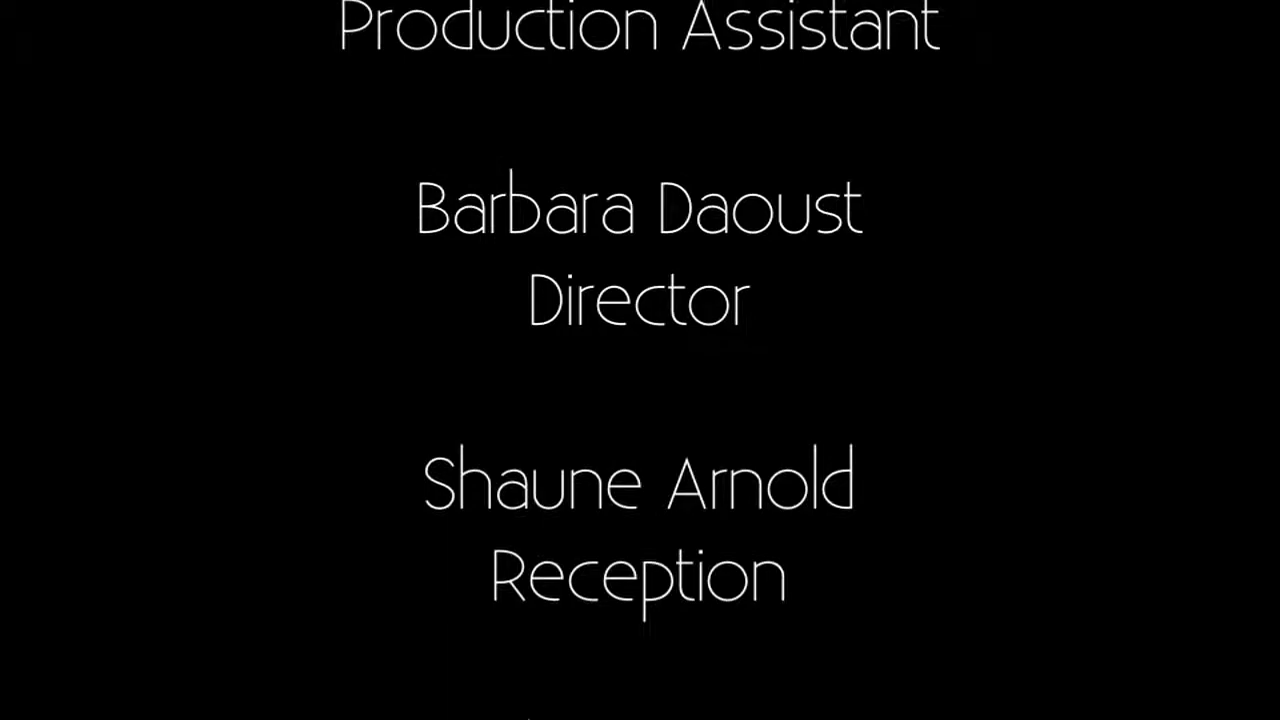 Production Assistant
Barbara Daoust
Director
Shaune Arnold
Reception